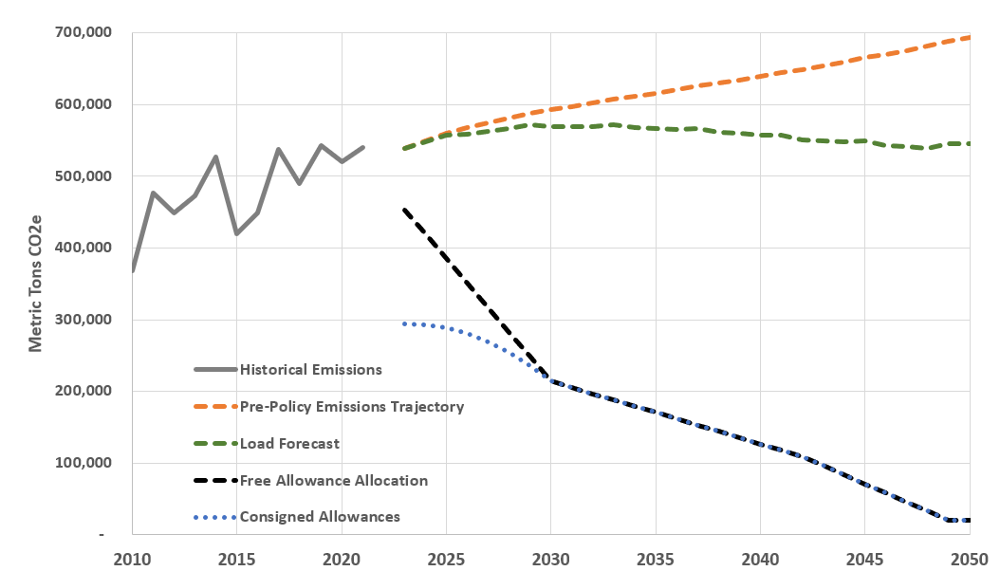 700,000
600,000
500,000
400,000
300,000
200,000
100,000
-
Metric Tons CO2e
Historical Emissions
Pre-Policy Emissions Trajectory
Load Forecast
Free Allowance Allocation
Consigned Allowances
2010 2015 2020 2025 2030 2035 2040 2045 2050